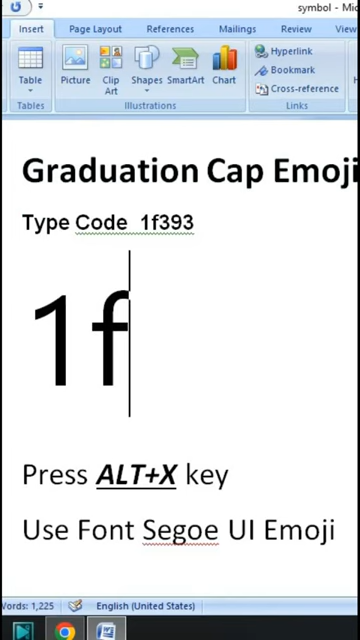 symbol - Mic
Insert Page Layout References Mailings Review View
Table Picture Clip Art Shapes SmartArt Chart Hyperlink
Bookmark
Cross-reference
Tables Illustrations Links
Graduation Cap Emoji
Type Code 1f393
1f
Press ALT+X key
Use Font Segoe UI Emoji
Words: 1,225 English (United States)